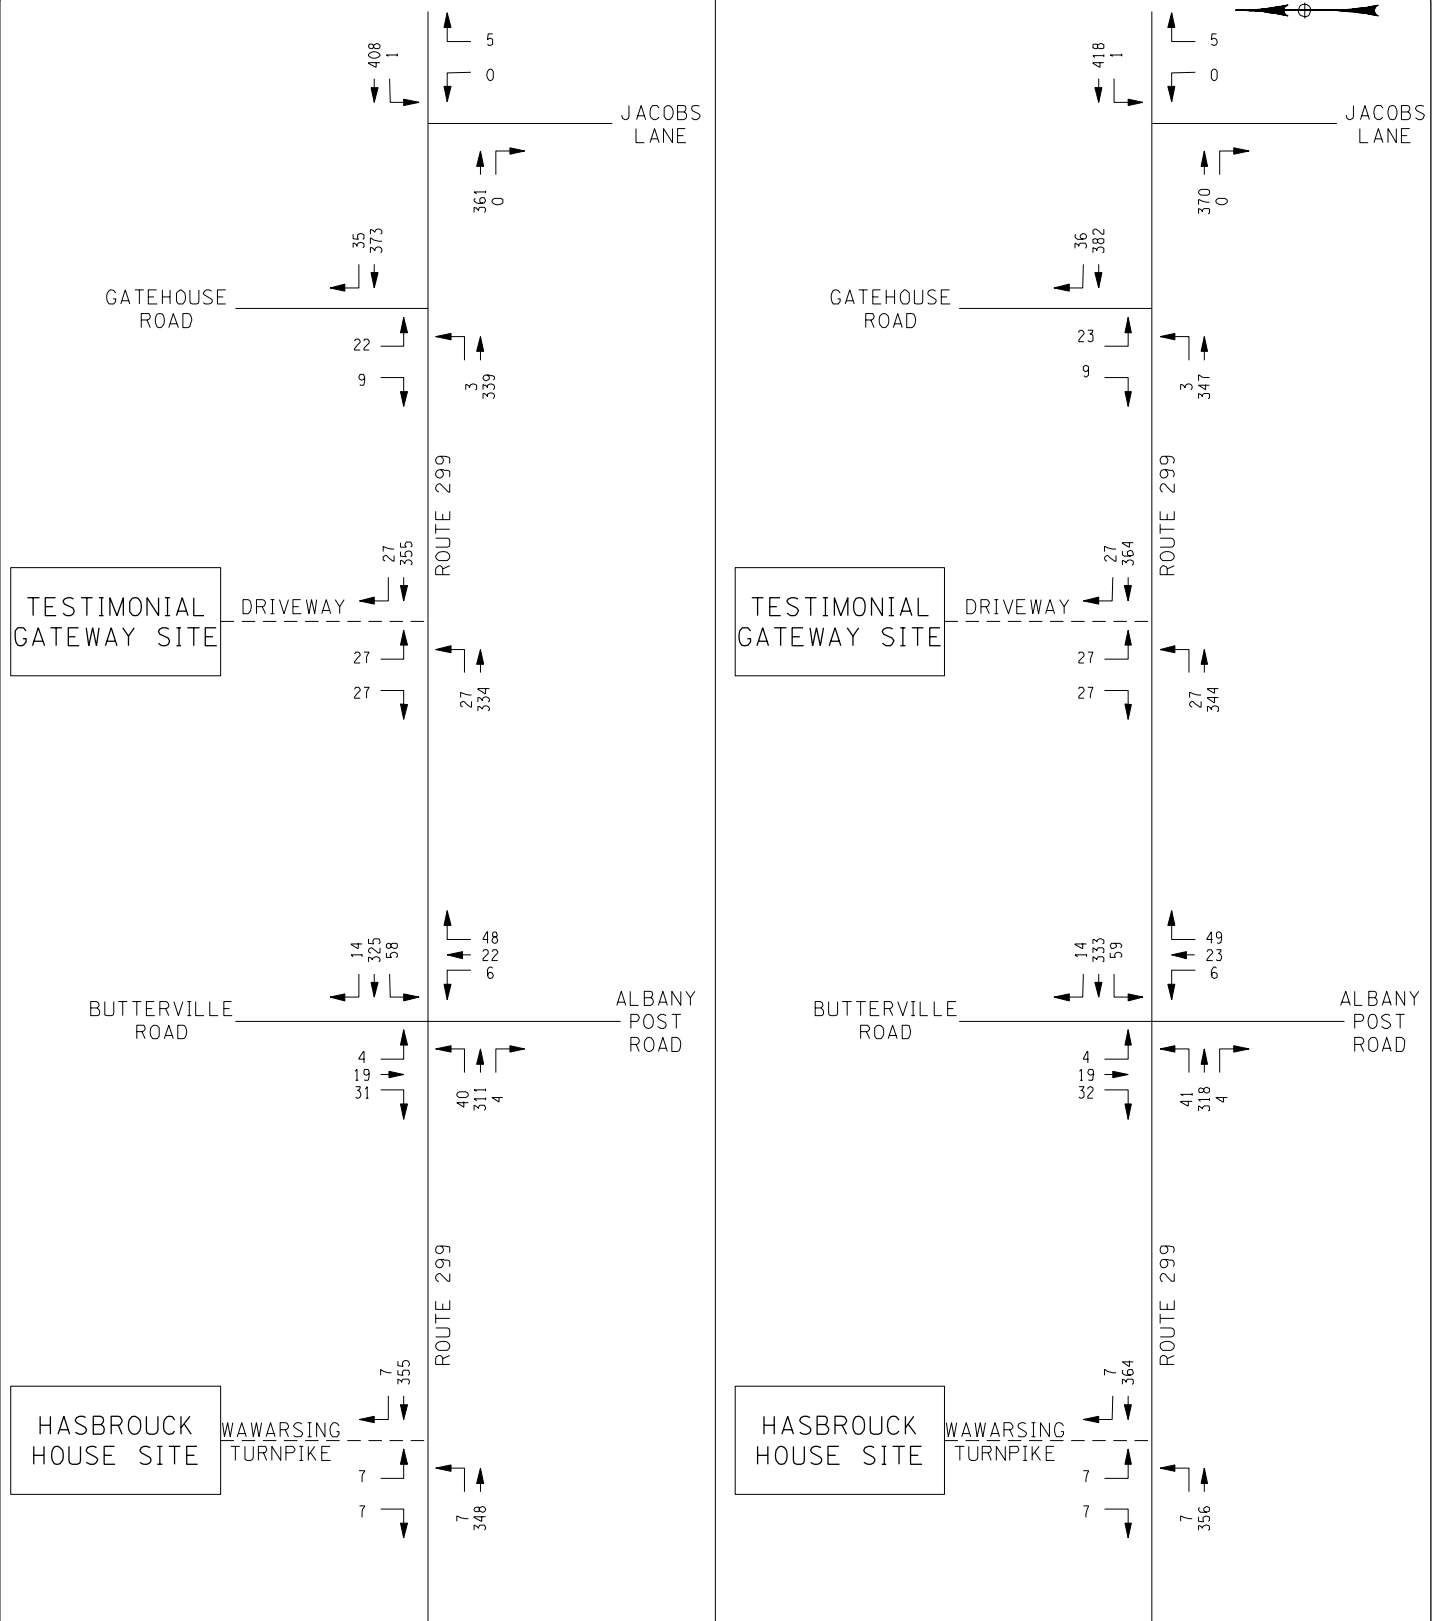 408
1
5
0
JACOBS
LANE
361
0
35
373
GATEHOUSE
ROAD
22
9
3
339
ROUTE 299
27
355
TESTIMONIAL
GATEWAY SITE
DRIVEWAY
27
27
27
334
14
325
58
48
22
6
BUTTERVILLE
ROAD
ALBANY
POST
ROAD
4
19
31
40
311
4
ROUTE 299
7
355
HASBROUCK
HOUSE SITE
WAWARSING
TURNPIKE
7
7
7
348
418
1
5
0
JACOBS
LANE
370
0
36
382
GATEHOUSE
ROAD
23
9
3
347
ROUTE 299
27
364
TESTIMONIAL
GATEWAY SITE
DRIVEWAY
27
27
27
344
14
333
59
49
23
6
BUTTERVILLE
ROAD
ALBANY
POST
ROAD
4
19
32
41
318
4
ROUTE 299
7
364
HASBROUCK
HOUSE SITE
WAWARSING
TURNPIKE
7
7
7
356